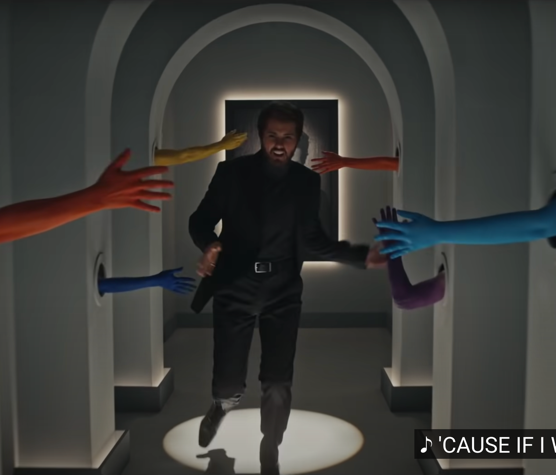 ♪ 'CAUSE IF I